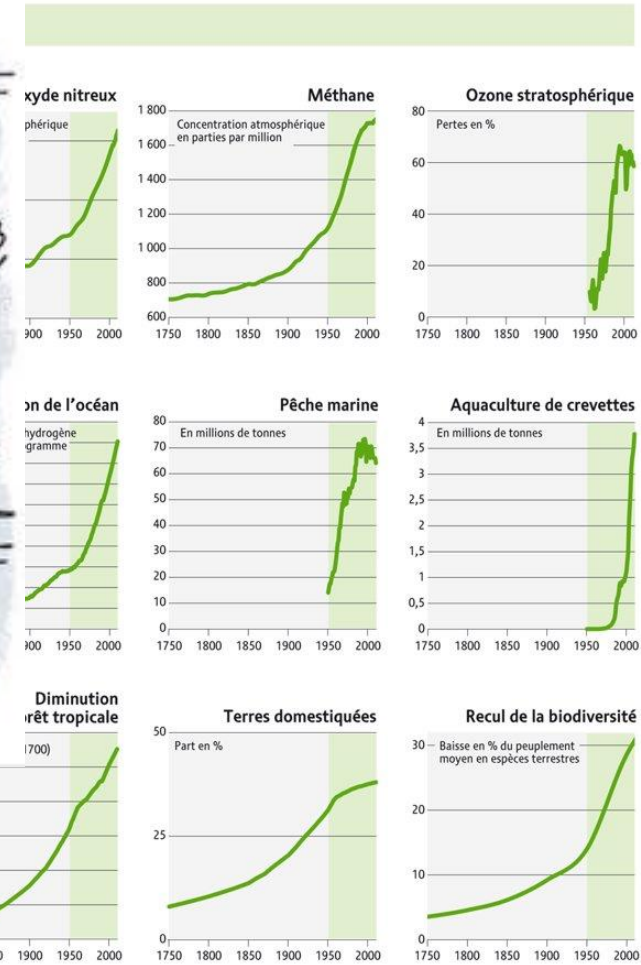 xyde nitreux
phérique
900 1950 2000
Méthane
Concentration atmosphérique
en parties par million
1 800
1 600
1 400
1 200
1 000
800
600
1750 1800 1850 1900 1950 2000
Ozone stratosphérique
Pertes en %
80
60
40
20
0
1750 1800 1850 1900 1950 2000
on de l'océan
hydrogène
gramme
900 1950 2000
Pêche marine
En millions de tonnes
80
70
60
50
40
30
20
10
0
1750 1800 1850 1900 1950 2000
Aquaculture de crevettes
En millions de tonnes
4
3,5
3
2,5
2
1,5
1
0,5
0
1750 1800 1850 1900 1950 2000
Diminution
rêt tropicale
1700)
0 1900 1950 2000
Terres domestiquées
Part en %
50
25
0
1750 1800 1850 1900 1950 2000
Recul de la biodiversité
Baisse en % du peuplement
moyen en espèces terrestres
30
20
10
0
1750 1800 1850 1900 1950 2000